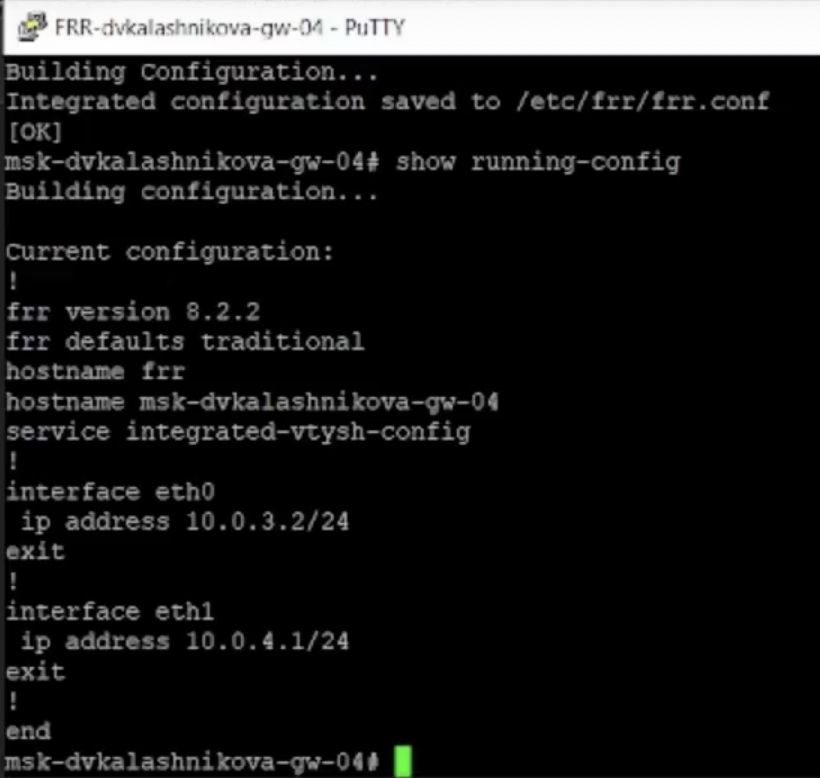 FRR-dvkalashnikova-gw-04 - PuTTY
Building Configuration...
Integrated configuration saved to /etc/frr/frr.conf
[OK]
msk-dvkalashnikova-gw-04# show running-config
Building configuration...
Current configuration:
!
frr version 8.2.2
frr defaults traditional
hostname frr
hostname msk-dvkalashnikova-gw-04
service integrated-vtysh-config
!
interface eth0
 ip address 10.0.3.2/24
exit
!
interface eth1
 ip address 10.0.4.1/24
exit
!
end
msk-dvkalashnikova-gw-04#